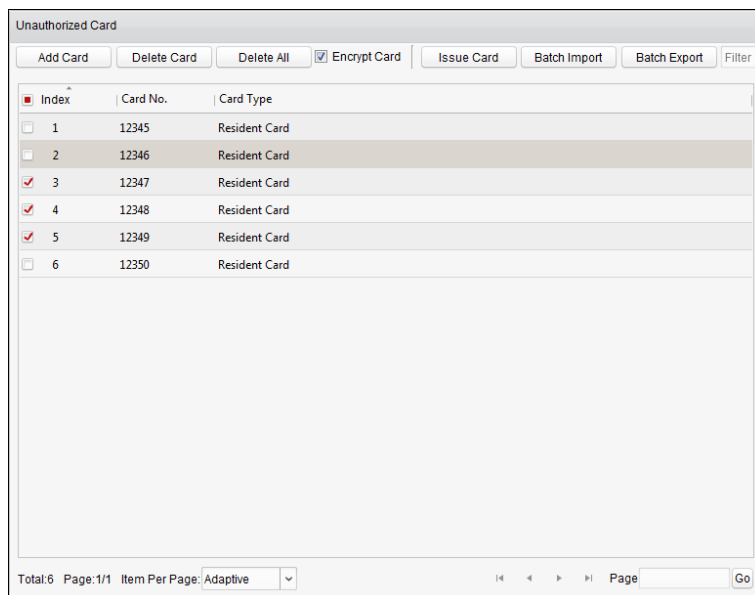 Unauthorized Card
Add Card Delete Card Delete All Encrypt Card Issue Card Batch Import Batch Export Filter
Index Card No. Card Type
1 12345 Resident Card
2 12346 Resident Card
3 12347 Resident Card
4 12348 Resident Card
5 12349 Resident Card
6 12350 Resident Card
Total:6 Page:1/1 Item Per Page: Adaptive Page Go